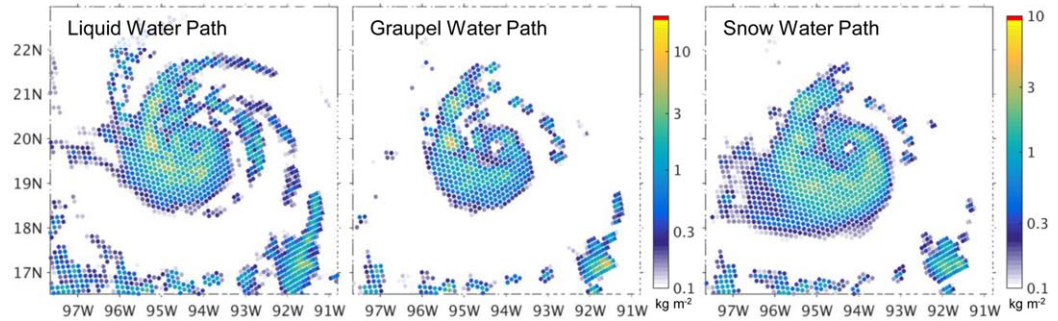 Liquid Water Path
Graupel Water Path
Snow Water Path
22N
21N
20N
19N
18N
17N
97W 96W 95W 94W 93W 92W 91W
97W 96W 95W 94W 93W 92W 91W
97W 96W 95W 94W 93W 92W 91W
10
3
1
0.3
0.1
kg m⁻²
10
3
1
0.3
0.1
kg m⁻²